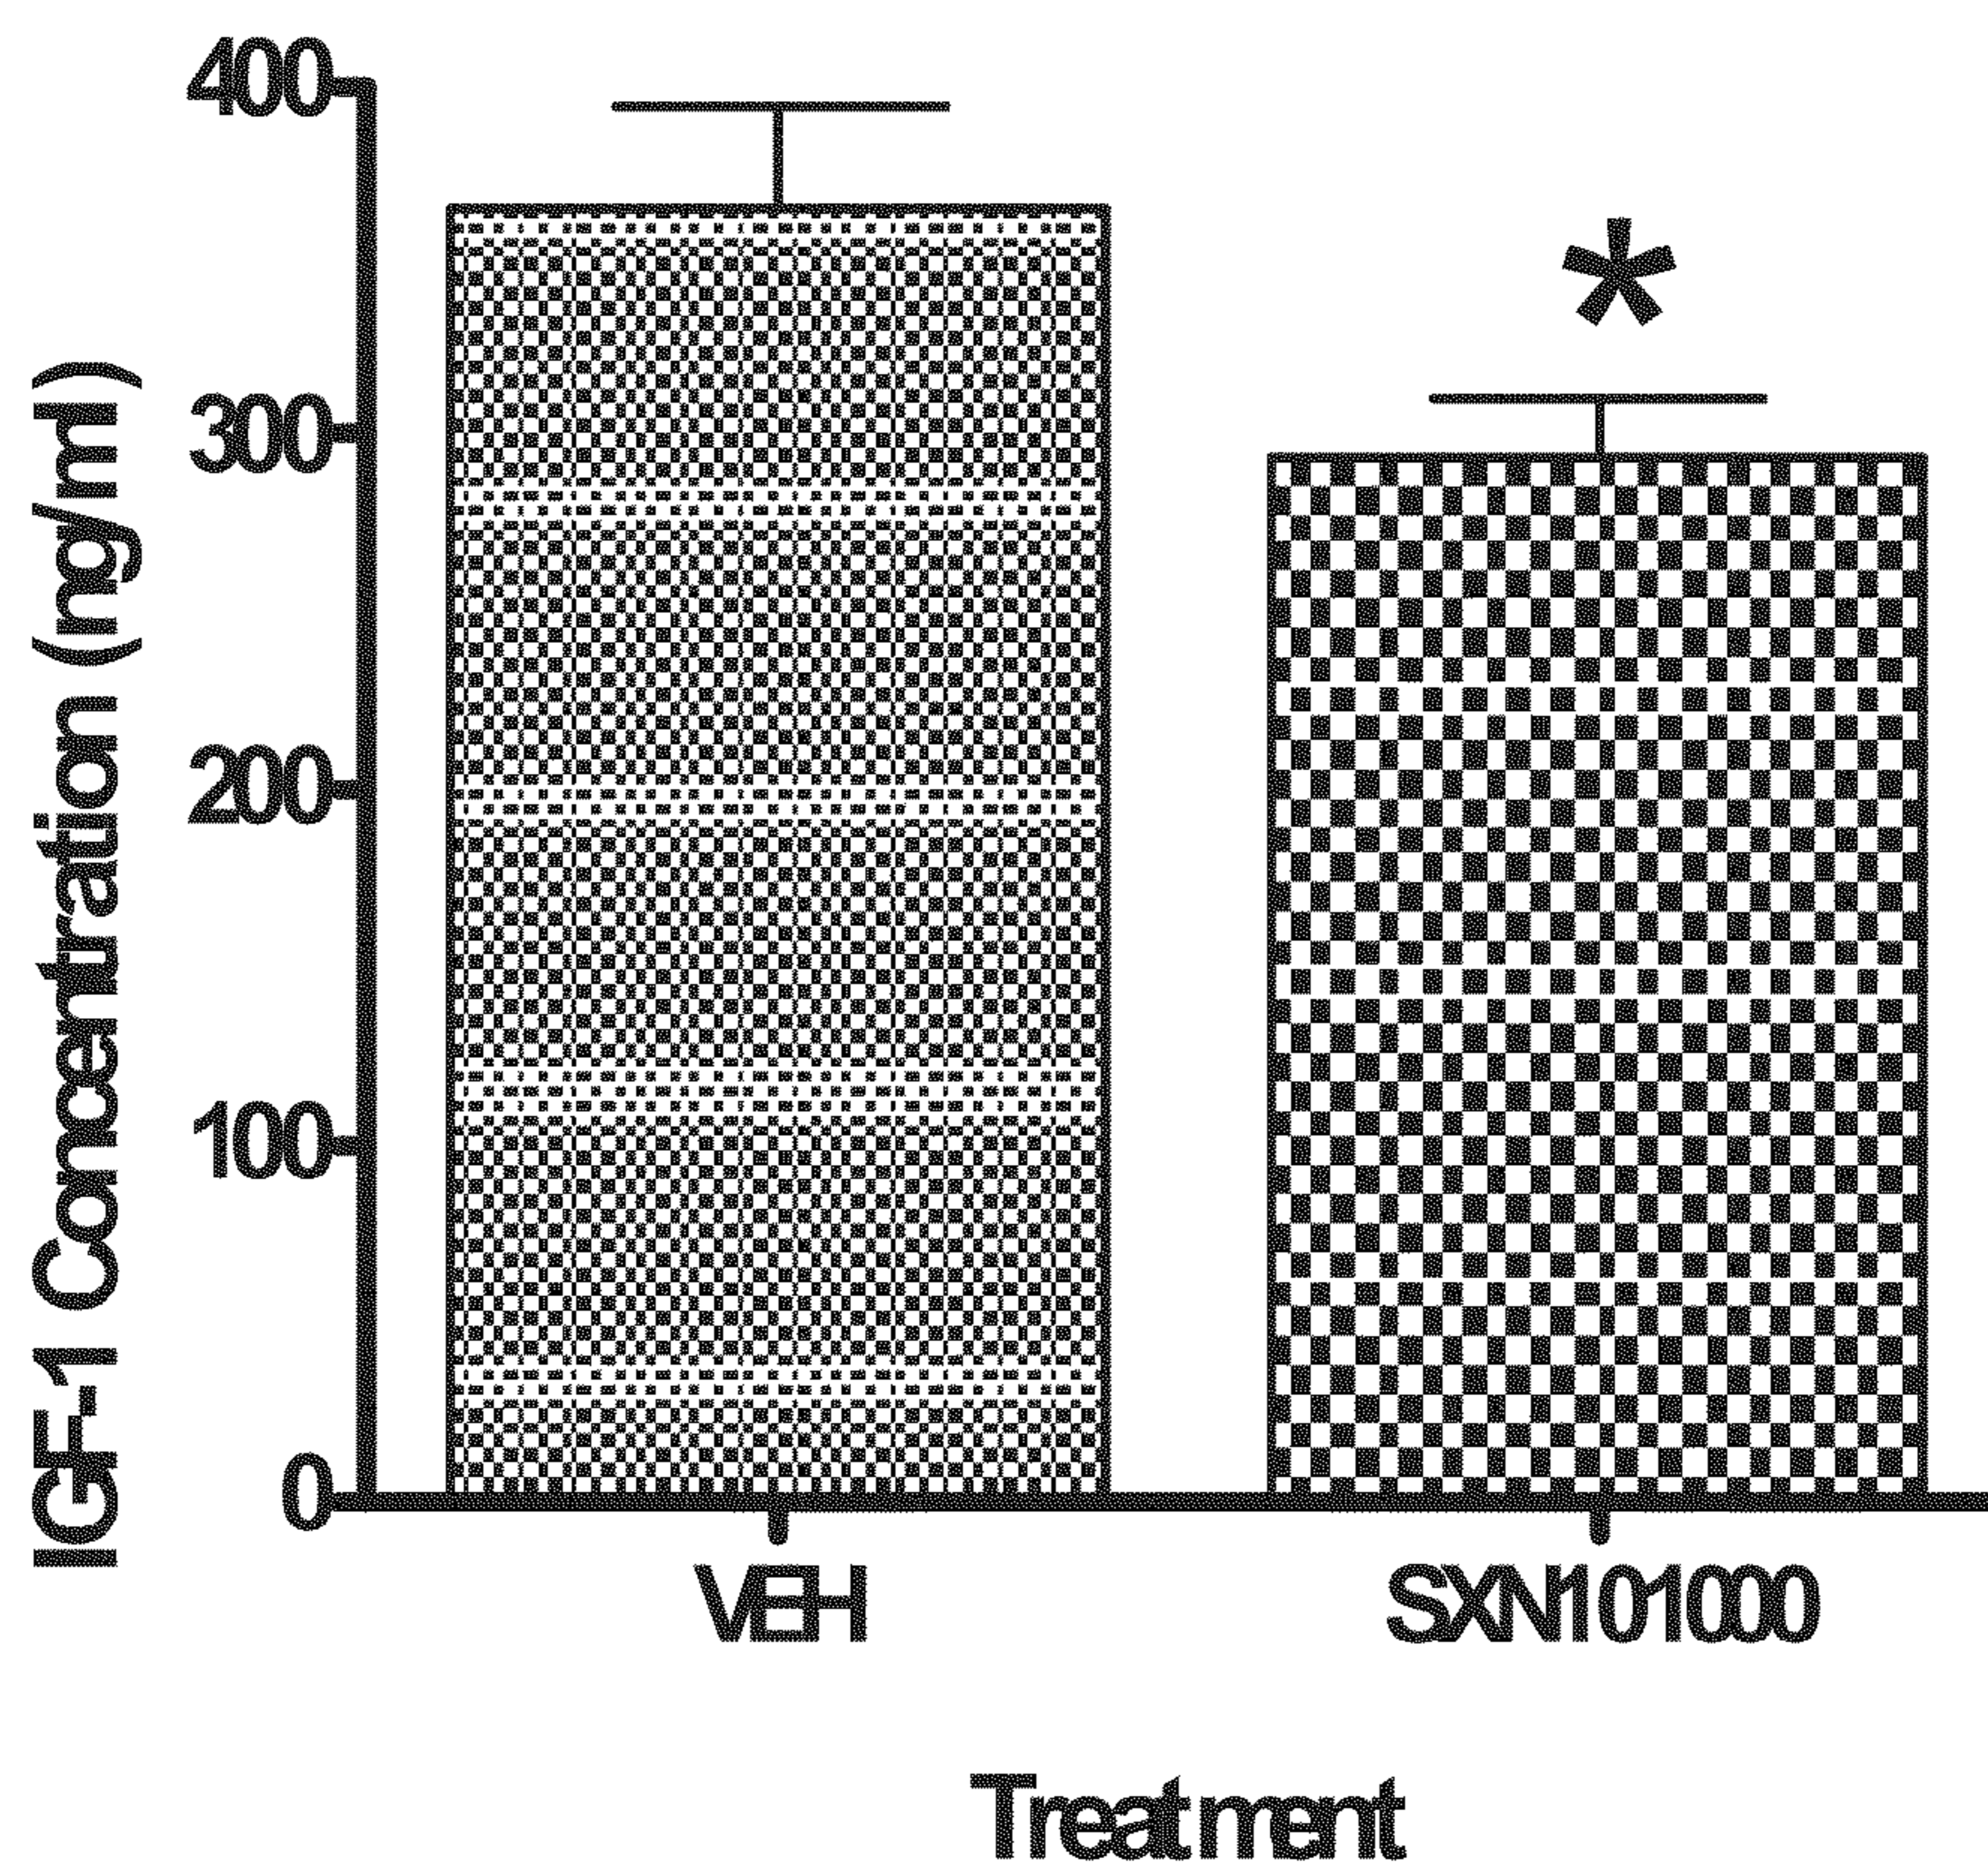 IGF-1 Concentration (ng/ml)
400
300
200
100
0
*
VEH
SXN101000
Treatment